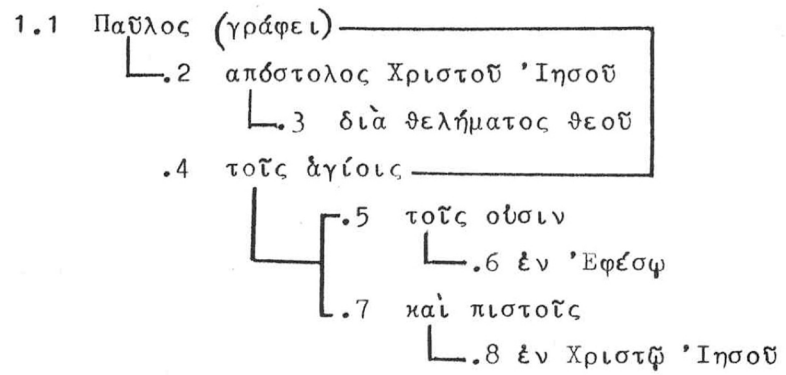 1.1 Παῦλος (γράφει)
.2 απόστολος Χριστοῦ Ἰησοῦ
.3 διὰ θελήματος θεοῦ
.4 τοῖς ἁγίοις
.5 τοῖς οὐσιν
.6 ἐν Ἐφέσῳ
.7 καὶ πιστοῖς
.8 ἐν Χριστῷ Ἰησοῦ